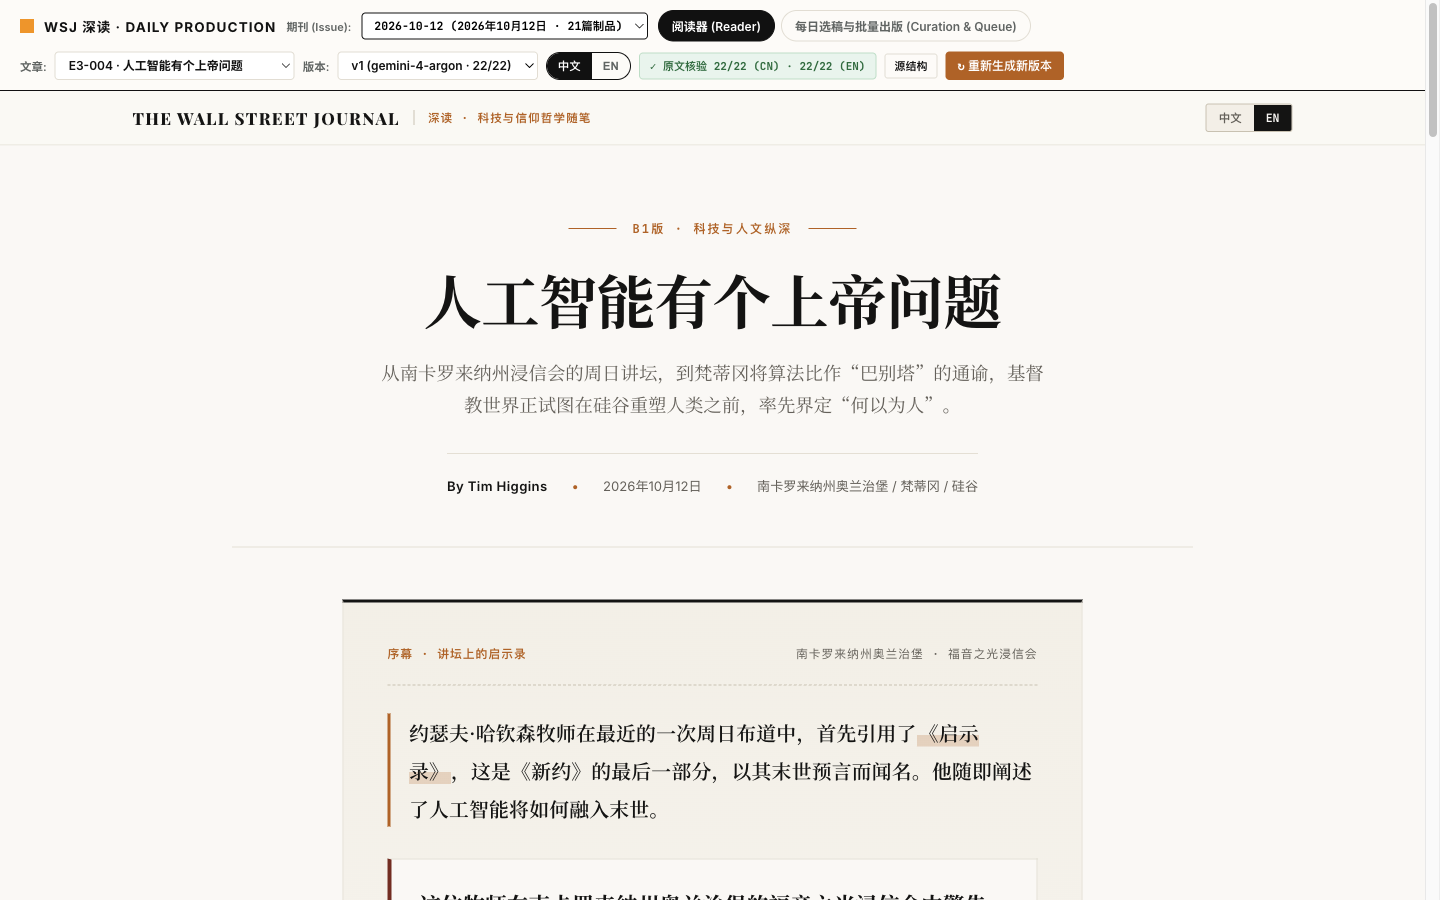 WSJ 深读 · DAILY PRODUCTION 期刊 (Issue): 2026-10-12 (2026年10月12日 · 21篇制品) 阅读器 (Reader) 每日选稿与批量出版 (Curation & Queue)
文章: E3-004 · 人工智能有个上帝问题 版本: v1 (gemini-4-argon · 22/22) 中文 EN ✓ 原文核验 22/22 (CN) · 22/22 (EN) 源结构 ↻ 重新生成新版本
THE WALL STREET JOURNAL 深读 · 科技与信仰哲学随笔 中文 EN
B1版 · 科技与人文纵深
人工智能有个上帝问题
从南卡罗来纳州浸信会的周日讲坛，到梵蒂冈将算法比作“巴别塔”的通谕，基督
教世界正试图在硅谷重塑人类之前，率先界定“何以为人”。
By Tim Higgins • 2026年10月12日 • 南卡罗来纳州奥兰治堡 / 梵蒂冈 / 硅谷
序幕 · 讲坛上的启示录 南卡罗来纳州奥兰治堡 · 福音之光浸信会
约瑟夫·哈钦森牧师在最近的一次周日布道中，首先引用了《启示
录》，这是《新约》的最后一部分，以其末世预言而闻名。他随即阐述
了人工智能将如何融入末世。